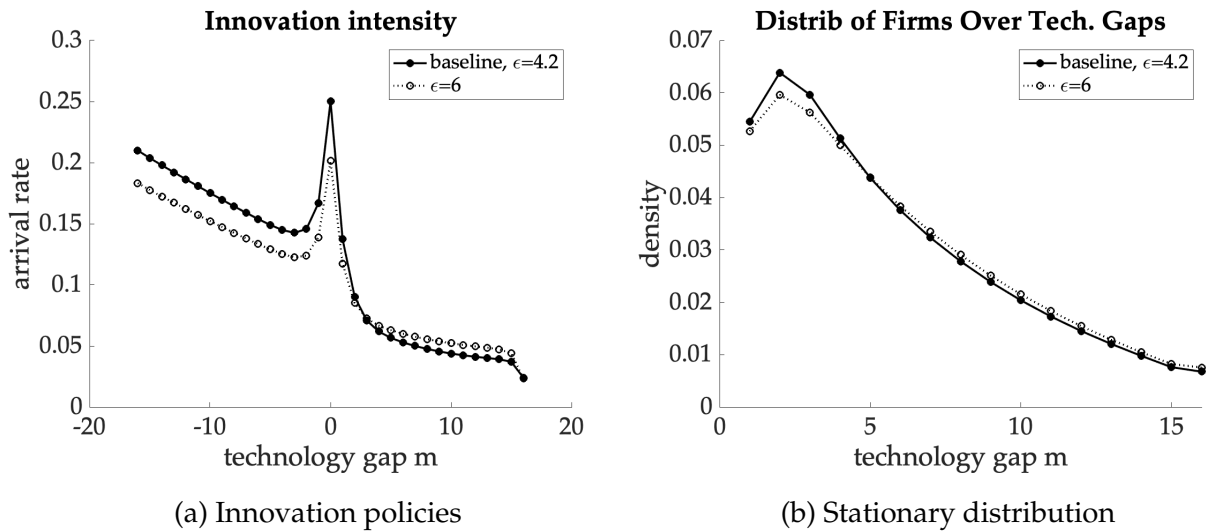 Innovation intensity
0.3
0.25
0.2
0.15
0.1
0.05
0
arrival rate
baseline, ϵ=4.2
ϵ=6
-20
-10
0
10
20
technology gap m
(a) Innovation policies
Distrib of Firms Over Tech. Gaps
0.07
0.06
0.05
0.04
0.03
0.02
0.01
0
density
baseline, ϵ=4.2
ϵ=6
5
10
15
technology gap m
(b) Stationary distribution